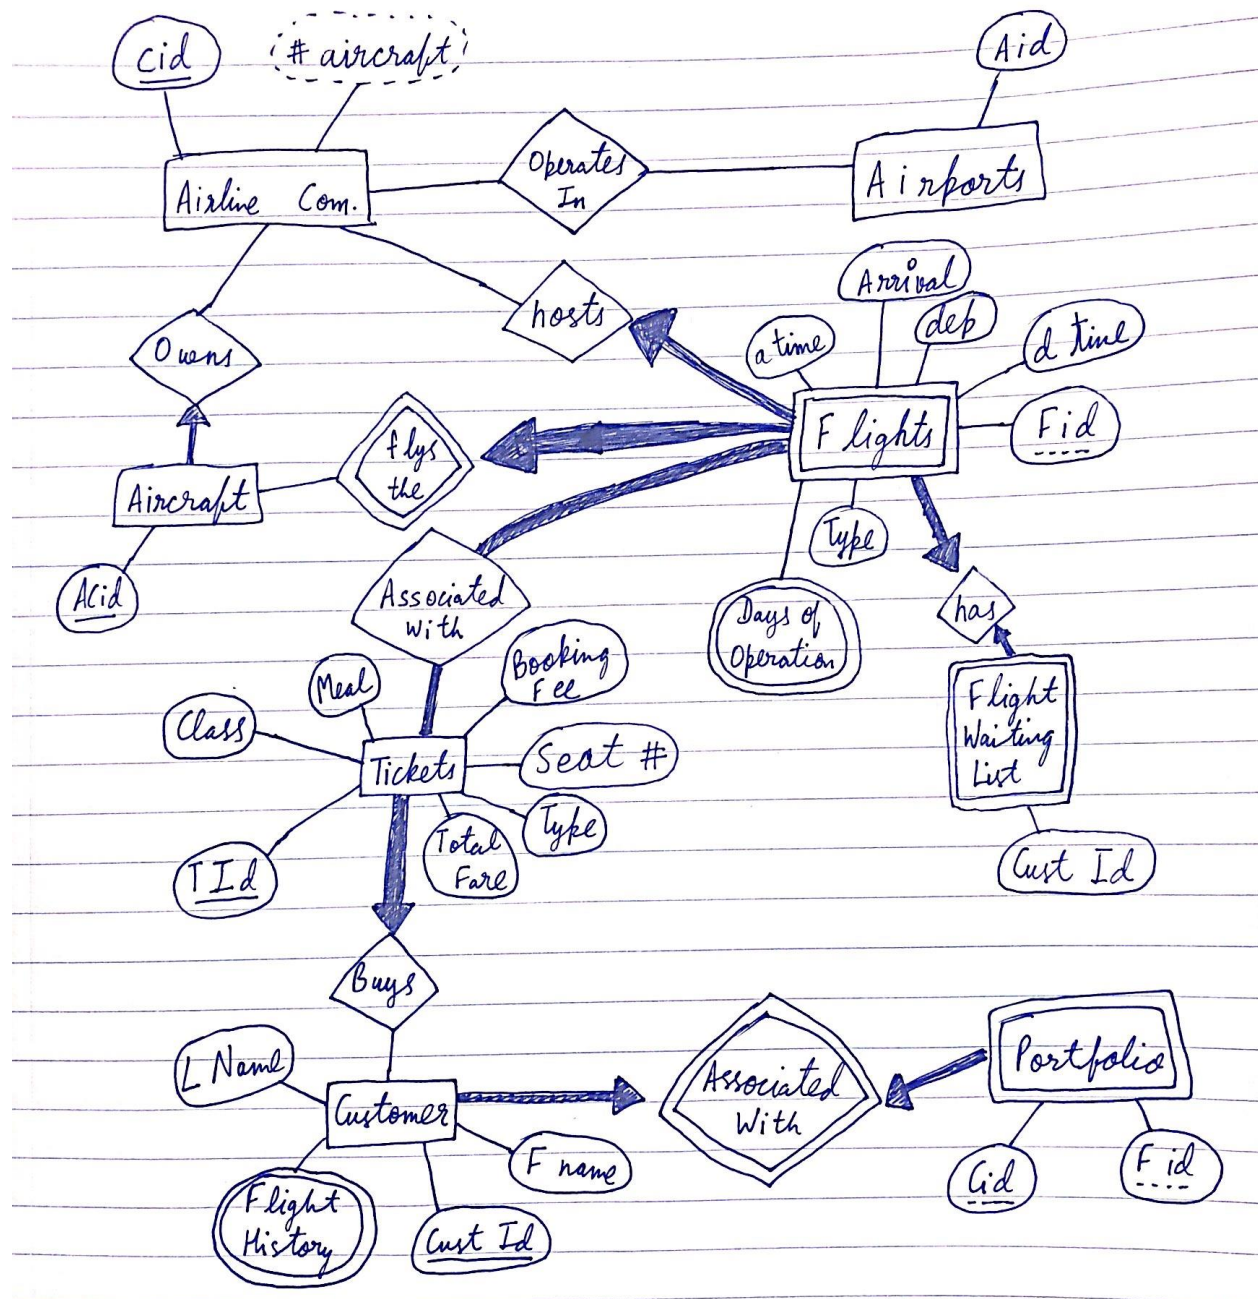 cid
# aircraft
Aid
Airline Com.
Operates
In
Airports
hosts
Arrival
dep
a time
d time
Owns
Flights
Fid
flys
the
Aircraft
Type
Acid
Associated
With
Days of
Operation
has
Meal
Booking
Fee
Class
Flight
Waiting
List
Tickets
Seat #
Type
Total
Fare
TId
Cust Id
Buys
L Name
Associated
With
Portfolio
Customer
F name
Cid
F id
Flight
History
Cust Id